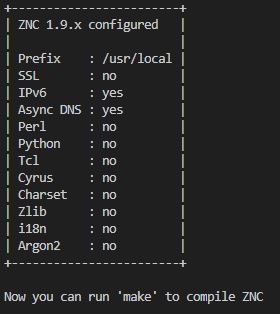 +------------------------+
| ZNC 1.9.x configured   |
|                        |
| Prefix    : /usr/local |
| SSL       : no         |
| IPv6      : yes        |
| Async DNS : yes        |
| Perl      : no         |
| Python    : no         |
| Tcl       : no         |
| Cyrus     : no         |
| Charset   : no         |
| Zlib      : no         |
| i18n      : no         |
| Argon2    : no         |
+------------------------+
Now you can run 'make' to compile ZNC